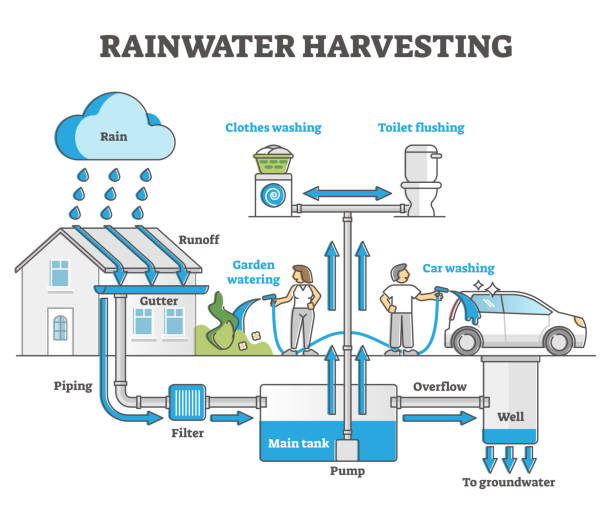 RAINWATER HARVESTING
Rain
Clothes washing
Toilet flushing
Runoff
Garden
watering
Car washing
Gutter
Piping
Overflow
Filter
Main tank
Well
Pump
To groundwater